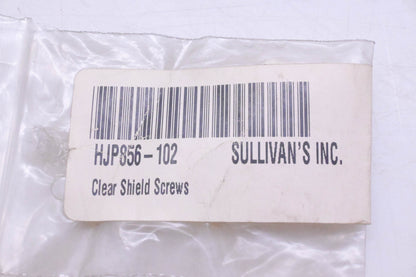 HJP856-102 SULLIVAN'S INC.
Clear Shield Screws